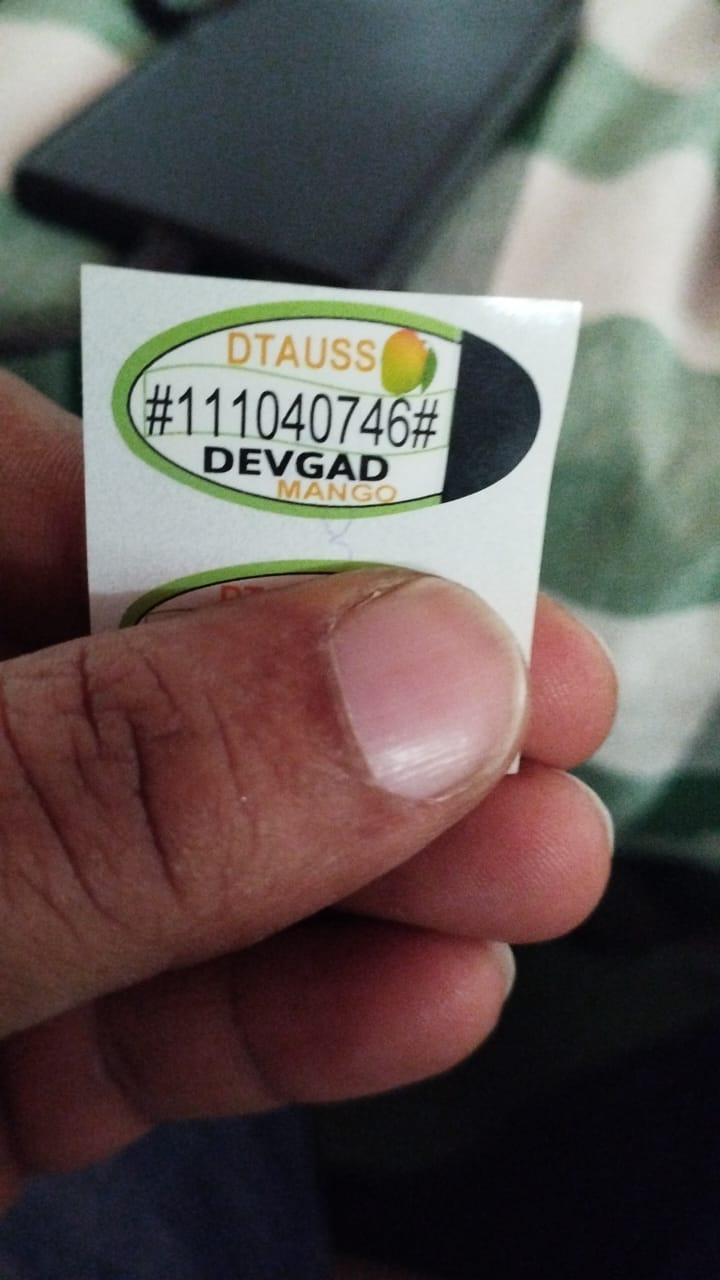 DTAUSS
#111040746#
DEVGAD
MANGO